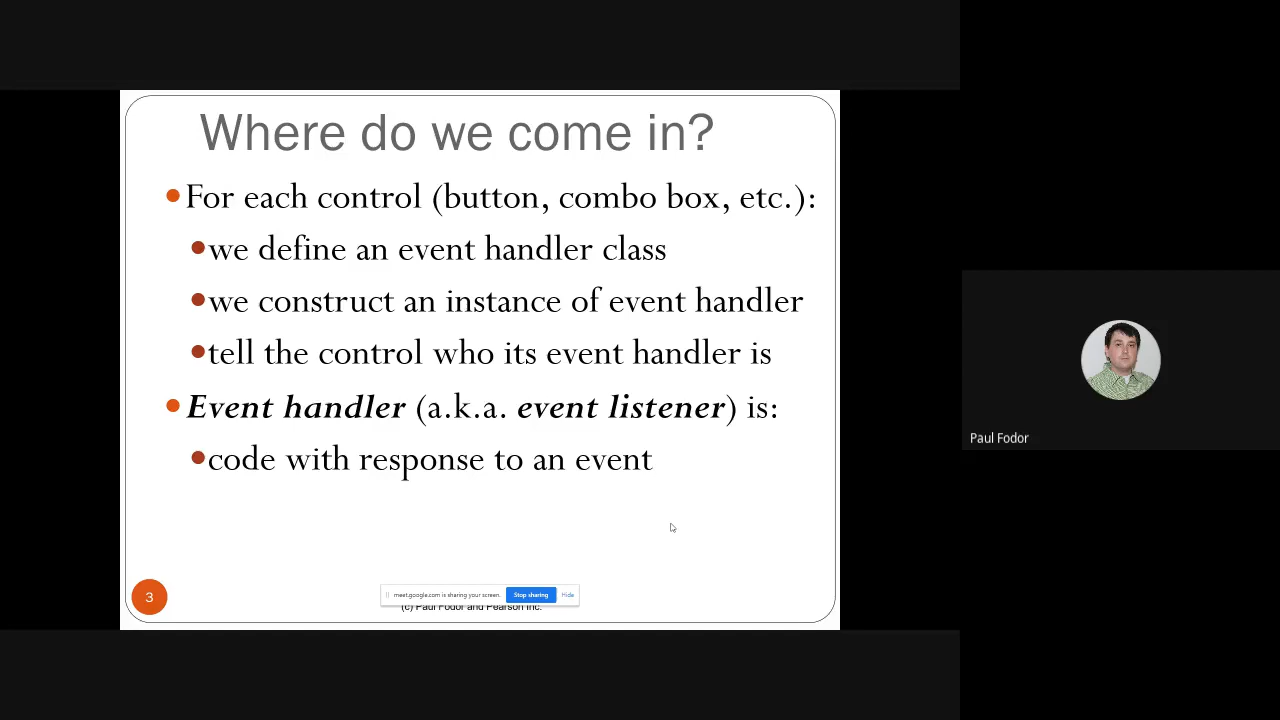 Where do we come in?
•For each control (button, combo box, etc.):
•we define an event handler class
•we construct an instance of event handler
•tell the control who its event handler is
•Event handler (a.k.a. event listener) is:
•code with response to an event
3
meet.google.com is sharing your screen. Stop sharing Hide
(c) Paul Fodor and Pearson Inc.
Paul Fodor